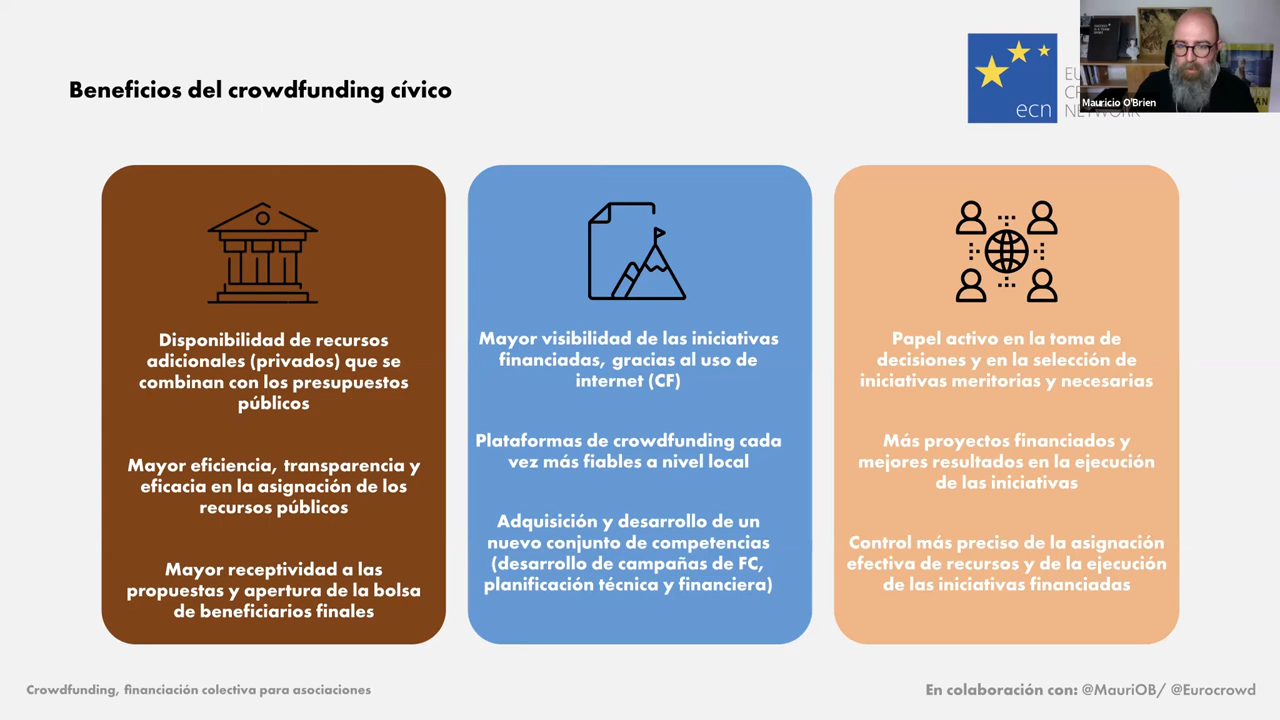 Beneficios del crowdfunding cívico
ecn
NETWORK
Mauricio O'Brien
Disponibilidad de recursos
adicionales (privados) que se
combinan con los presupuestos
públicos
Mayor eficiencia, transparencia y
eficacia en la asignación de los
recursos públicos
Mayor receptividad a las
propuestas y apertura de la bolsa
de beneficiarios finales
Mayor visibilidad de las iniciativas
financiadas, gracias al uso de
internet (CF)
Plataformas de crowdfunding cada
vez más fiables a nivel local
Adquisición y desarrollo de un
nuevo conjunto de competencias
(desarrollo de campañas de FC,
planificación técnica y financiera)
Papel activo en la toma de
decisiones y en la selección de
iniciativas meritorias y necesarias
Más proyectos financiados y
mejores resultados en la ejecución
de las iniciativas
Control más preciso de la asignación
efectiva de recursos y de la ejecución
de las iniciativas financiadas
Crowdfunding, financiación colectiva para asociaciones
En colaboración con: @MauriOB/ @Eurocrowd